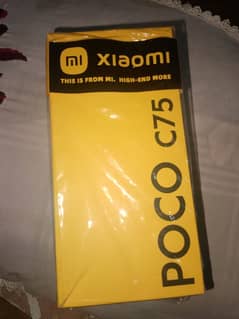 mi XIaomI
THIS IS FROM MI. HIGH-END MORE
POCO C75